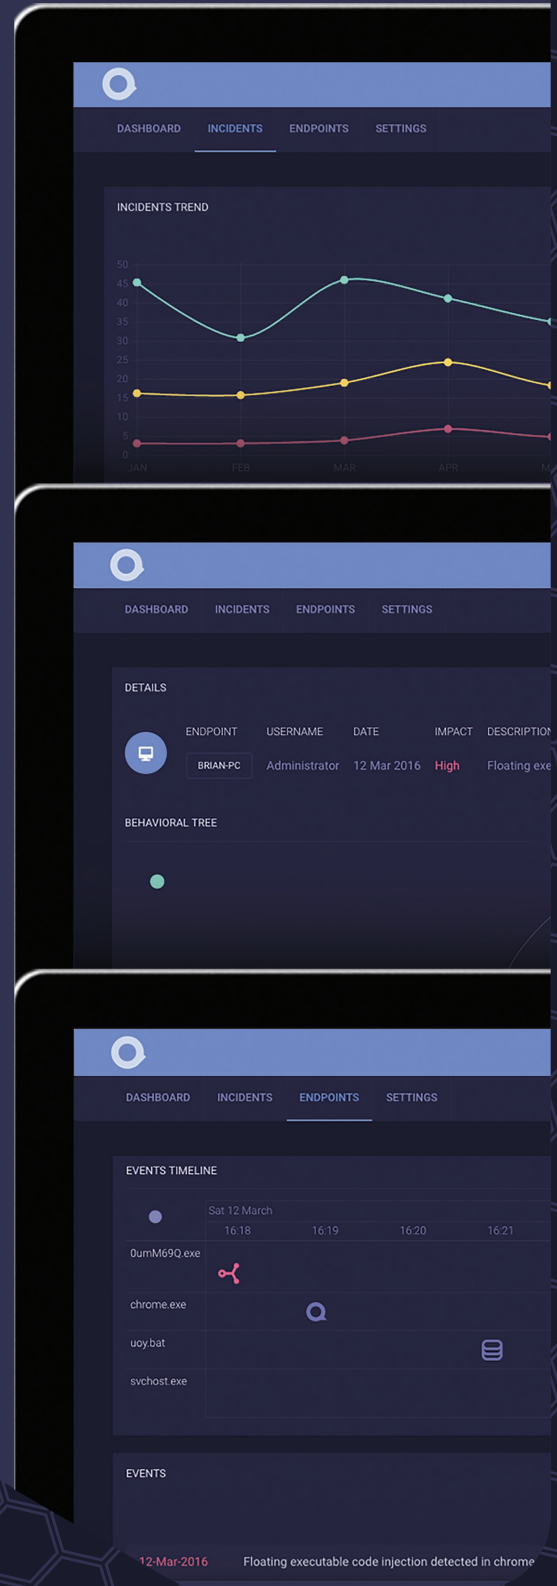 DASHBOARD INCIDENTS ENDPOINTS SETTINGS
INCIDENTS TREND
50
45
40
35
30
25
20
15
10
5
0
JAN FEB MAR APR
DASHBOARD INCIDENTS ENDPOINTS SETTINGS
DETAILS
ENDPOINT USERNAME DATE IMPACT DESCRIPTION
BRIAN-PC Administrator 12 Mar 2016 High Floating exe
BEHAVIORAL TREE
DASHBOARD INCIDENTS ENDPOINTS SETTINGS
EVENTS TIMELINE
Sat 12 March
16:18 16:19 16:20 16:21
0umM69Q.exe
chrome.exe
uoy.bat
svchost.exe
EVENTS
12-Mar-2016 Floating executable code injection detected in chrome